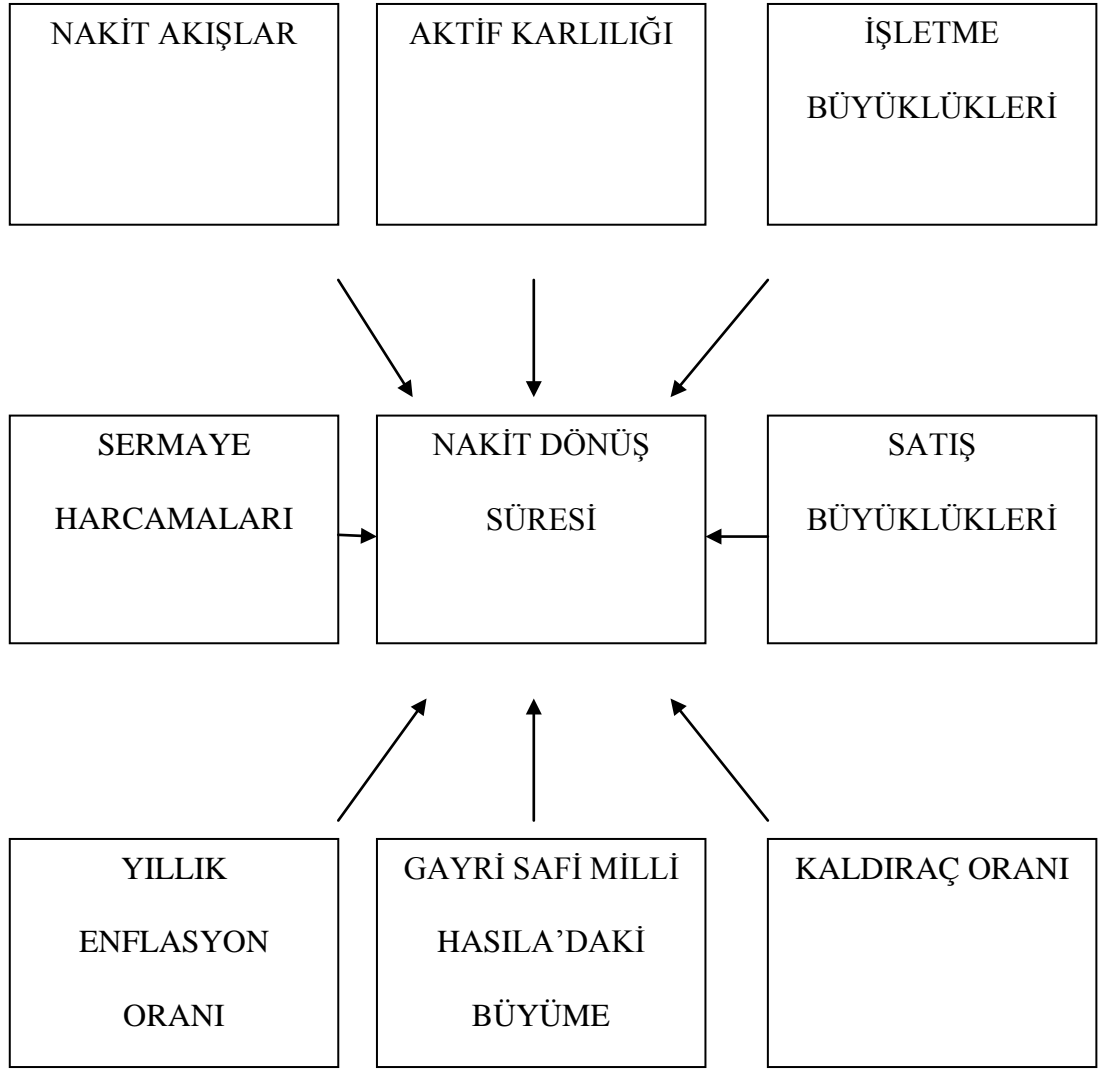 NAKİT AKIŞLAR
AKTİF KARLILIĞI
İŞLETME
BÜYÜKLÜKLERİ
SERMAYE
HARCAMALARI
NAKİT DÖNÜŞ
SÜRESİ
SATIŞ
BÜYÜKLÜKLERİ
YILLIK
ENFLASYON
ORANI
GAYRİ SAFİ MİLLİ
HASILA’DAKİ
BÜYÜME
KALDIRAÇ ORANI